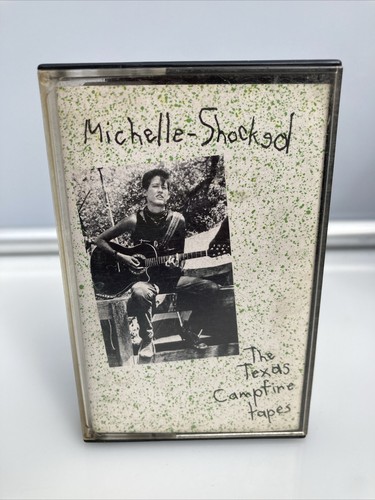 Michelle-Shocked
The
Texas
Campfire
tapes